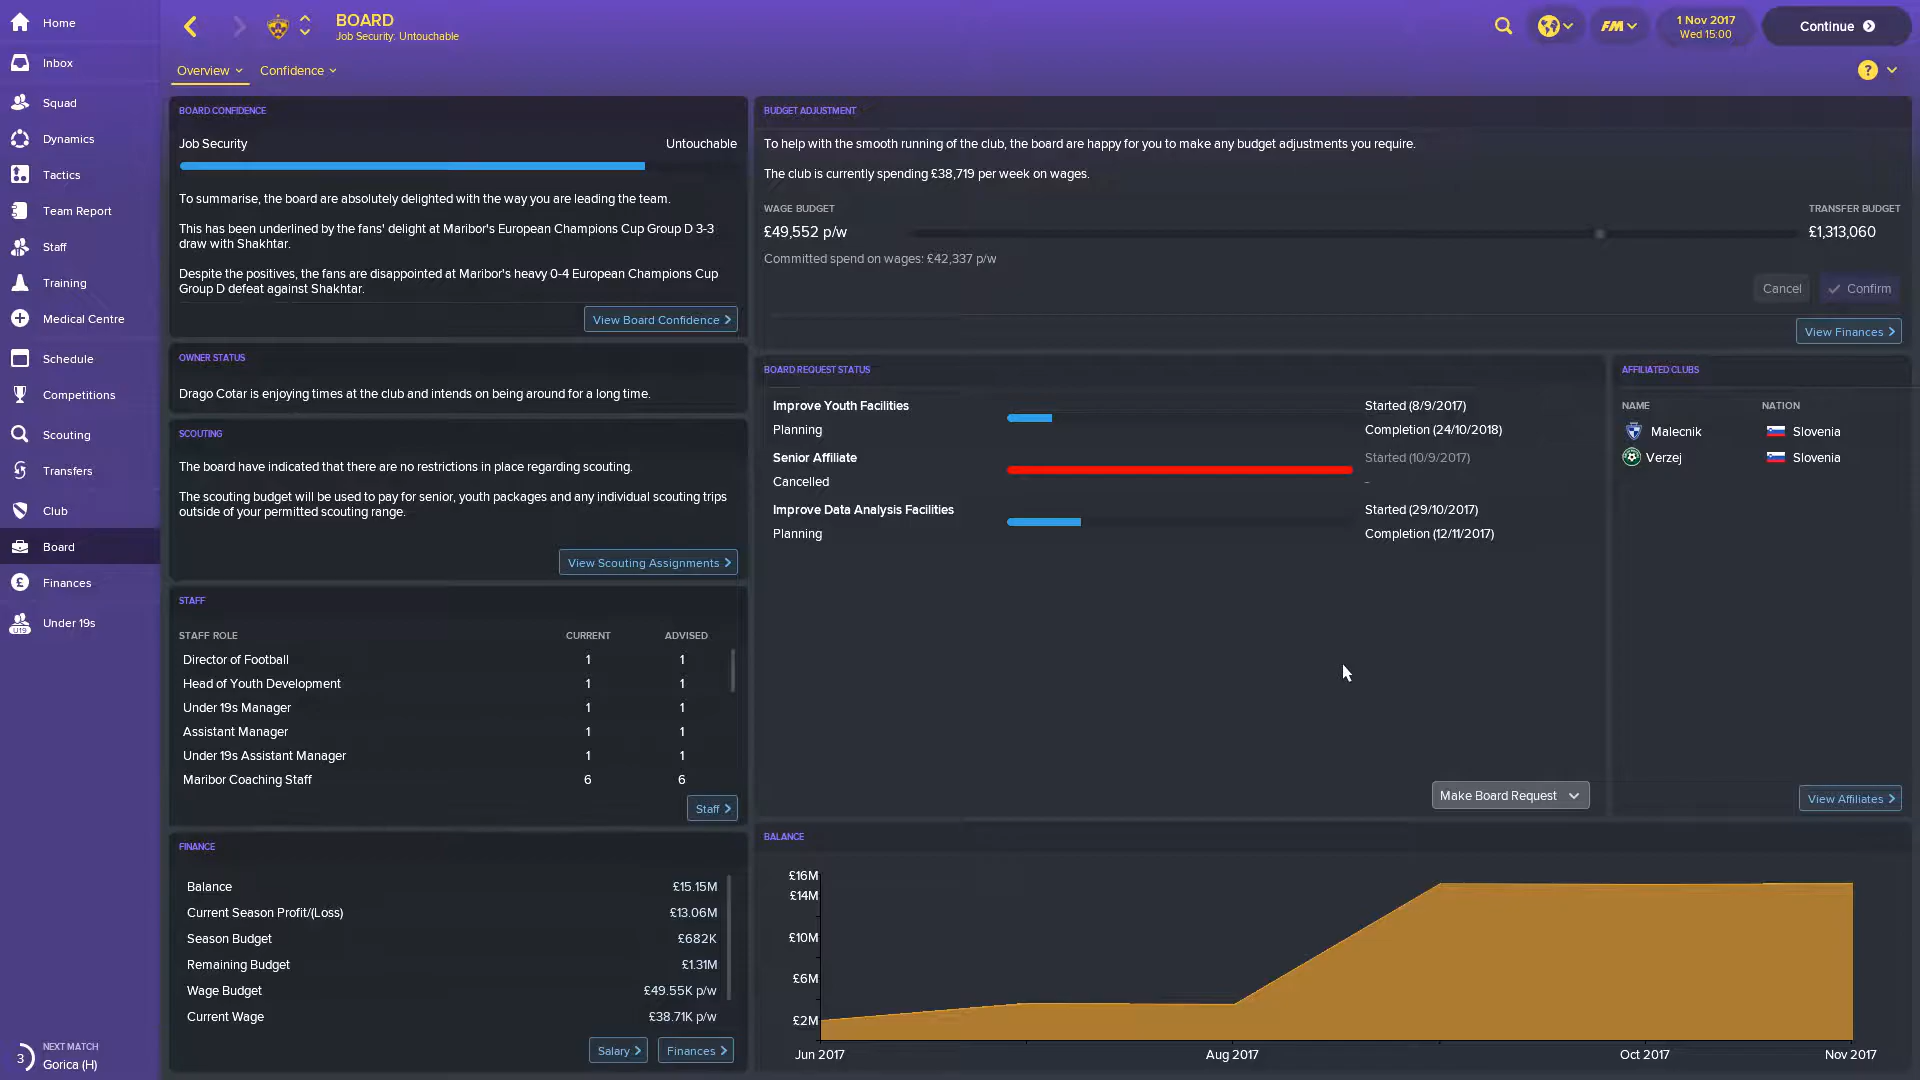 Home
Inbox
Squad
Dynamics
Tactics
Team Report
Staff
Training
Medical Centre
Schedule
Competitions
Scouting
Transfers
Club
Board
Finances
U19
Under 19s
3
NEXT MATCH
Gorica (H)
BOARD
Job Security: Untouchable
FM
1 Nov 2017
Wed 15:00
Continue
Overview
Confidence
?
BOARD CONFIDENCE
Job Security
Untouchable
To summarise, the board are absolutely delighted with the way you are leading the team.
This has been underlined by the fans' delight at Maribor's European Champions Cup Group D 3-3
draw with Shakhtar.
Despite the positives, the fans are disappointed at Maribor's heavy 0-4 European Champions Cup
Group D defeat against Shakhtar.
View Board Confidence
OWNER STATUS
Drago Cotar is enjoying times at the club and intends on being around for a long time.
SCOUTING
The board have indicated that there are no restrictions in place regarding scouting.
The scouting budget will be used to pay for senior, youth packages and any individual scouting trips
outside of your permitted scouting range.
View Scouting Assignments
STAFF
STAFF ROLE CURRENT ADVISED
Director of Football 1 1
Head of Youth Development 1 1
Under 19s Manager 1 1
Assistant Manager 1 1
Under 19s Assistant Manager 1 1
Maribor Coaching Staff 6 6
Staff
FINANCE
Balance £15.15M
Current Season Profit/(Loss) £13.06M
Season Budget £682K
Remaining Budget £1.31M
Wage Budget £49.55K p/w
Current Wage £38.71K p/w
Salary
Finances
BUDGET ADJUSTMENT
To help with the smooth running of the club, the board are happy for you to make any budget adjustments you require.
The club is currently spending £38,719 per week on wages.
WAGE BUDGET TRANSFER BUDGET
£49,552 p/w £1,313,060
Committed spend on wages: £42,337 p/w
Cancel
Confirm
View Finances
BOARD REQUEST STATUS
Improve Youth Facilities Started (8/9/2017)
Planning Completion (24/10/2018)
Senior Affiliate Started (10/9/2017)
Cancelled -
Improve Data Analysis Facilities Started (29/10/2017)
Planning Completion (12/11/2017)
Make Board Request
AFFILIATED CLUBS
NAME NATION
Malecnik Slovenia
Verzej Slovenia
View Affiliates
BALANCE
£16M
£14M
£10M
£6M
£2M
Jun 2017 Aug 2017 Oct 2017 Nov 2017